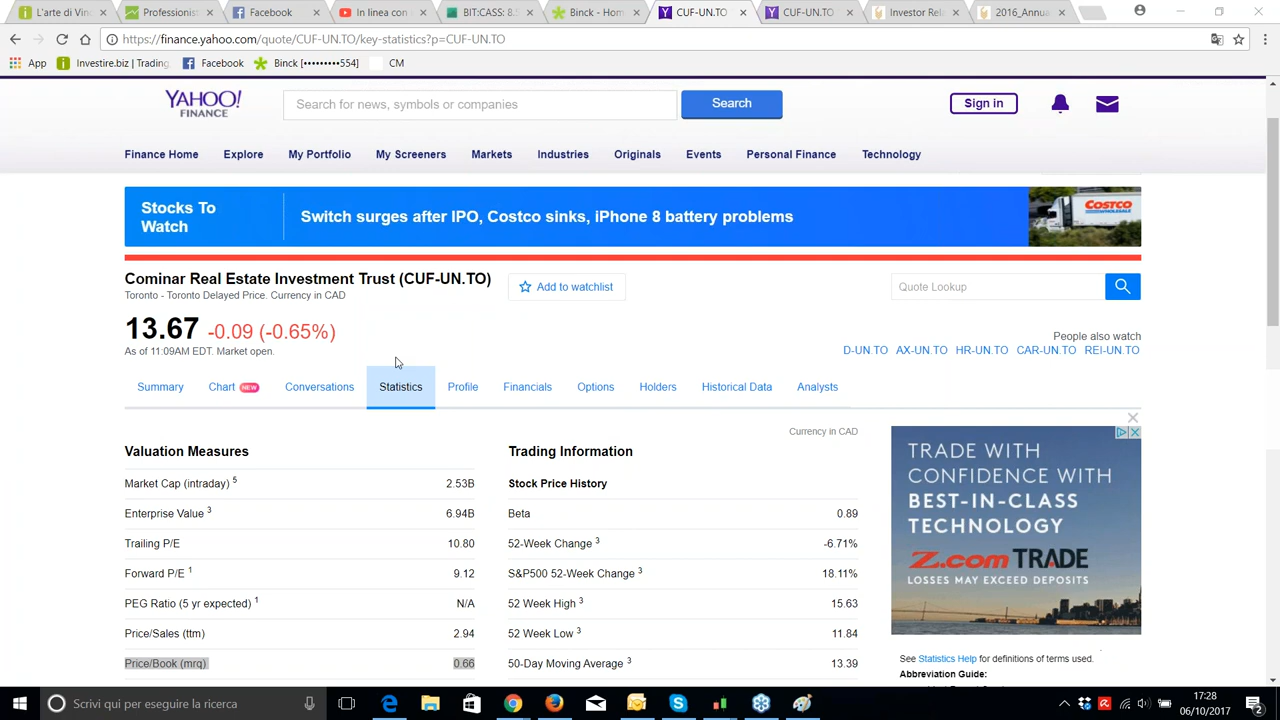 L'arte di Vinc
Professionist
Facebook
In linea con i
BIT:CASS: 8.
Binck - Hom
CUF-UN.TO
CUF-UN.TO
Investor Rel
2016_Annua
https://finance.yahoo.com/quote/CUF-UN.TO/key-statistics?p=CUF-UN.TO
App
Investire.biz | Trading,
Facebook
Binck [••••••••554]
CM
YAHOO!
FINANCE
Search for news, symbols or companies
Search
Sign in
Finance Home
Explore
My Portfolio
My Screeners
Markets
Industries
Originals
Events
Personal Finance
Technology
Stocks To
Watch
Switch surges after IPO, Costco sinks, iPhone 8 battery problems
COSTCO
WHOLESALE
Cominar Real Estate Investment Trust (CUF-UN.TO)
Add to watchlist
Quote Lookup
Toronto - Toronto Delayed Price. Currency in CAD
13.67 -0.09 (-0.65%)
As of 11:09AM EDT. Market open.
People also watch
D-UN.TO AX-UN.TO HR-UN.TO CAR-UN.TO REI-UN.TO
Summary
Chart NEW
Conversations
Statistics
Profile
Financials
Options
Holders
Historical Data
Analysts
Currency in CAD
Valuation Measures
Market Cap (intraday) 5 2.53B
Enterprise Value 3 6.94B
Trailing P/E 10.80
Forward P/E 1 9.12
PEG Ratio (5 yr expected) 1 N/A
Price/Sales (ttm) 2.94
Price/Book (mrq) 0.66
Trading Information
Stock Price History
Beta 0.89
52-Week Change 3 -6.71%
S&P500 52-Week Change 3 18.11%
52 Week High 3 15.63
52 Week Low 3 11.84
50-Day Moving Average 3 13.39
TRADE WITH
CONFIDENCE WITH
BEST-IN-CLASS
TECHNOLOGY
Z.com TRADE
LOSSES MAY EXCEED DEPOSITS
See Statistics Help for definitions of terms used.
Abbreviation Guide:
Scrivi qui per eseguire la ricerca
17:28
06/10/2017
2